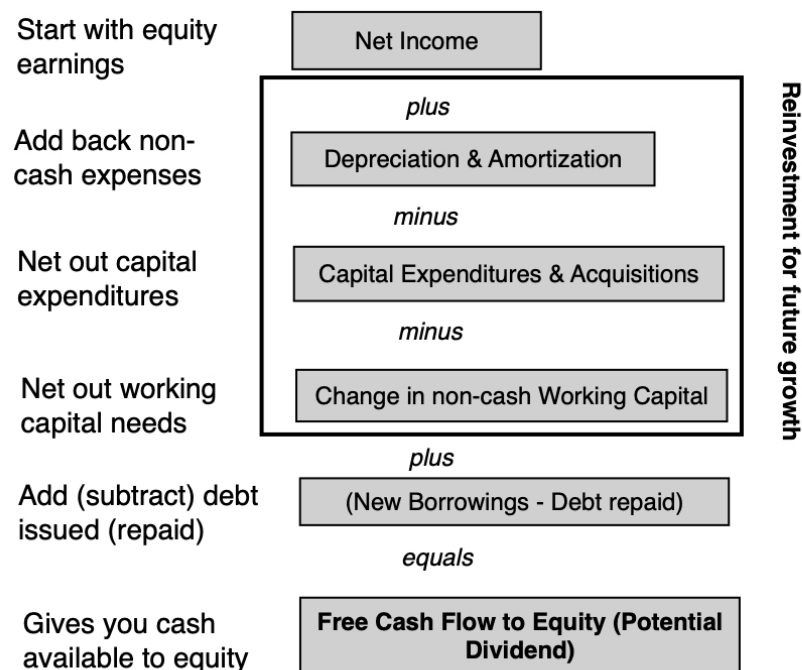 Start with equity
earnings
Net Income
plus
Add back non-
cash expenses
Depreciation & Amortization
minus
Net out capital
expenditures
Capital Expenditures & Acquisitions
minus
Net out working
capital needs
Change in non-cash Working Capital
Reinvestment for future growth
plus
Add (subtract) debt
issued (repaid)
(New Borrowings - Debt repaid)
equals
Gives you cash
available to equity
Free Cash Flow to Equity (Potential
Dividend)